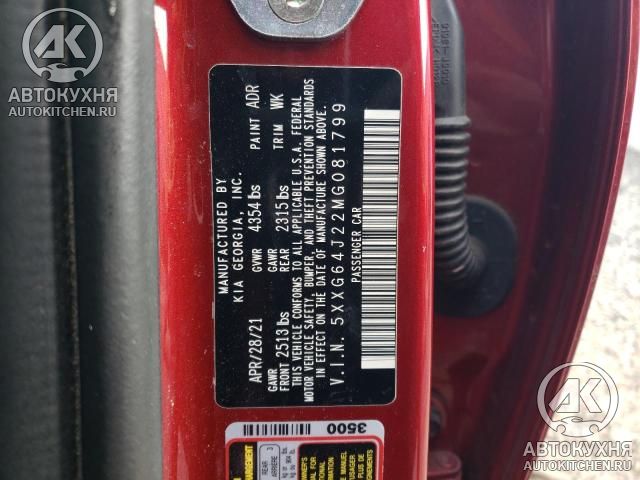 АВТОКУХНЯ
AUTOKITCHEN.RU
MANUFACTURED BY
KIA GEORGIA, INC.
APR/28/21 GVWR 4354 lbs PAINT ADR
GAWR GAWR
FRONT 2513 lbs REAR 2315 lbs TRIM WK
THIS VEHICLE CONFORMS TO ALL APPLICABLE U.S.A. FEDERAL
MOTOR VEHICLE SAFETY, BUMPER, AND THEFT PREVENTION STANDARDS
IN EFFECT ON THE DATE OF MANUFACTURE SHOWN ABOVE.
V.I.N. 5XXG64J22MG081799
PASSENGER CAR
3500
REAR 3
ARRIERE
АВТОКУХНЯ
AUTOKITCHEN.RU